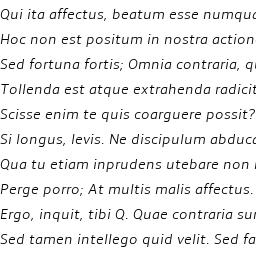 Qui ita affectus, beatum esse numqua
Hoc non est positum in nostra action
Sed fortuna fortis; Omnia contraria, q
Tollenda est atque extrahenda radicit
Scisse enim te quis coarguere possit?
Si longus, levis. Ne discipulum abduca
Qua tu etiam inprudens utebare non
Perge porro; At multis malis affectus.
Ergo, inquit, tibi Q. Quae contraria sun
Sed tamen intellego quid velit. Sed fa